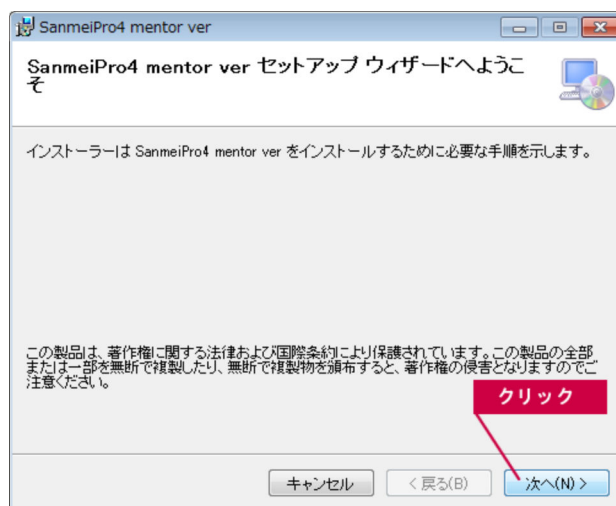 SanmeiPro4 mentor ver
SanmeiPro4 mentor ver セットアップ ウィザードへようこ
そ
インストーラーは SanmeiPro4 mentor ver をインストールするために必要な手順を示します。
この製品は、著作権に関する法律および国際条約により保護されています。この製品の全部
または一部を無断で複製したり、無断で複製物を頒布すると、著作権の侵害となりますのでご
注意ください。
クリック
キャンセル
< 戻る(B)
次へ(N) >